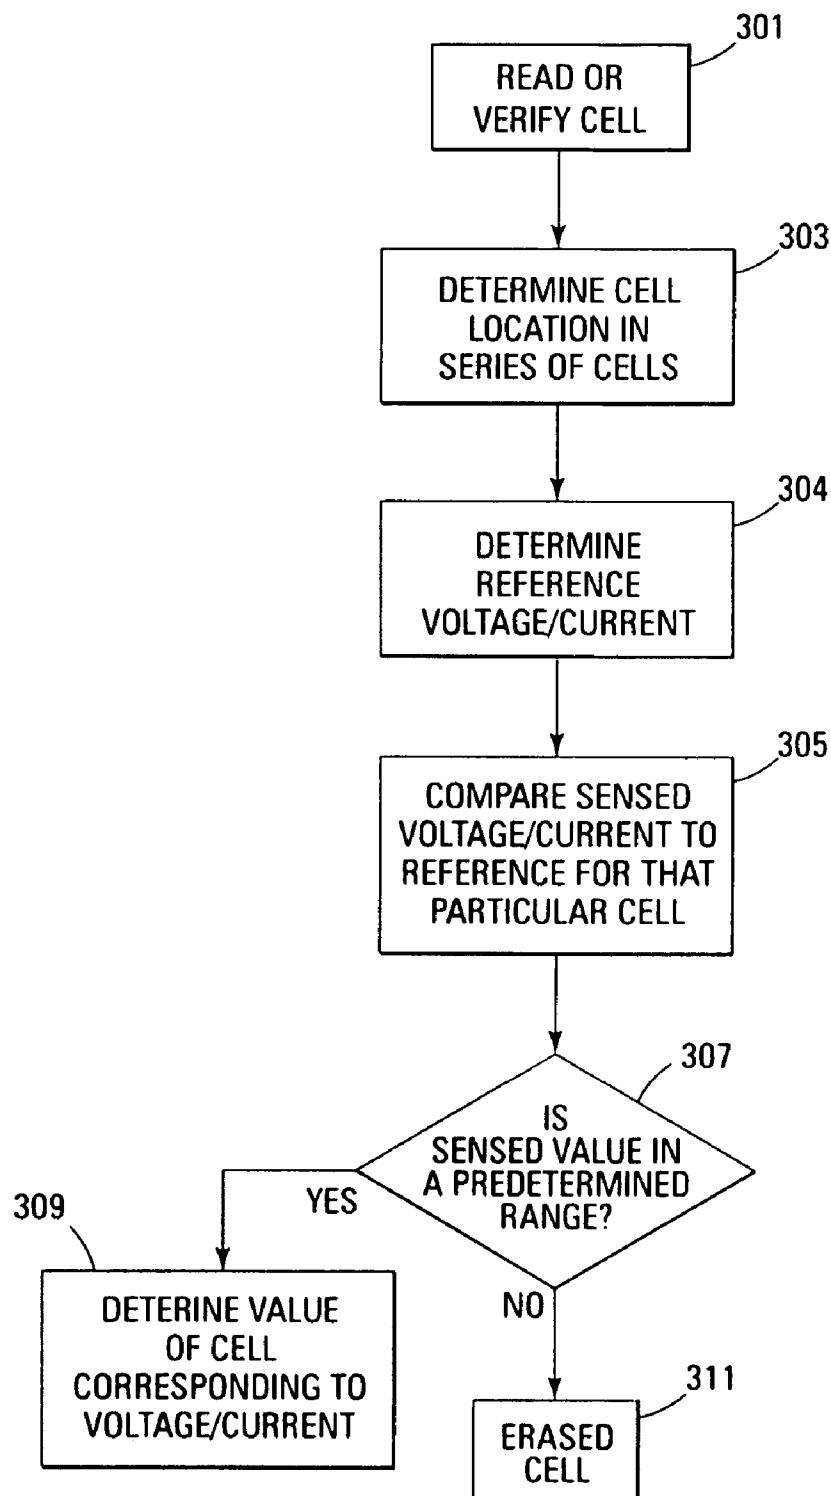 301
READ OR
VERIFY CELL
303
DETERMINE CELL
LOCATION IN
SERIES OF CELLS
304
DETERMINE
REFERENCE
VOLTAGE/CURRENT
305
COMPARE SENSED
VOLTAGE/CURRENT TO
REFERENCE FOR THAT
PARTICULAR CELL
307
IS
SENSED VALUE IN
A PREDETERMINED
RANGE?
YES
309
DETERINE VALUE
OF CELL
CORRESPONDING TO
VOLTAGE/CURRENT
NO
311
ERASED
CELL